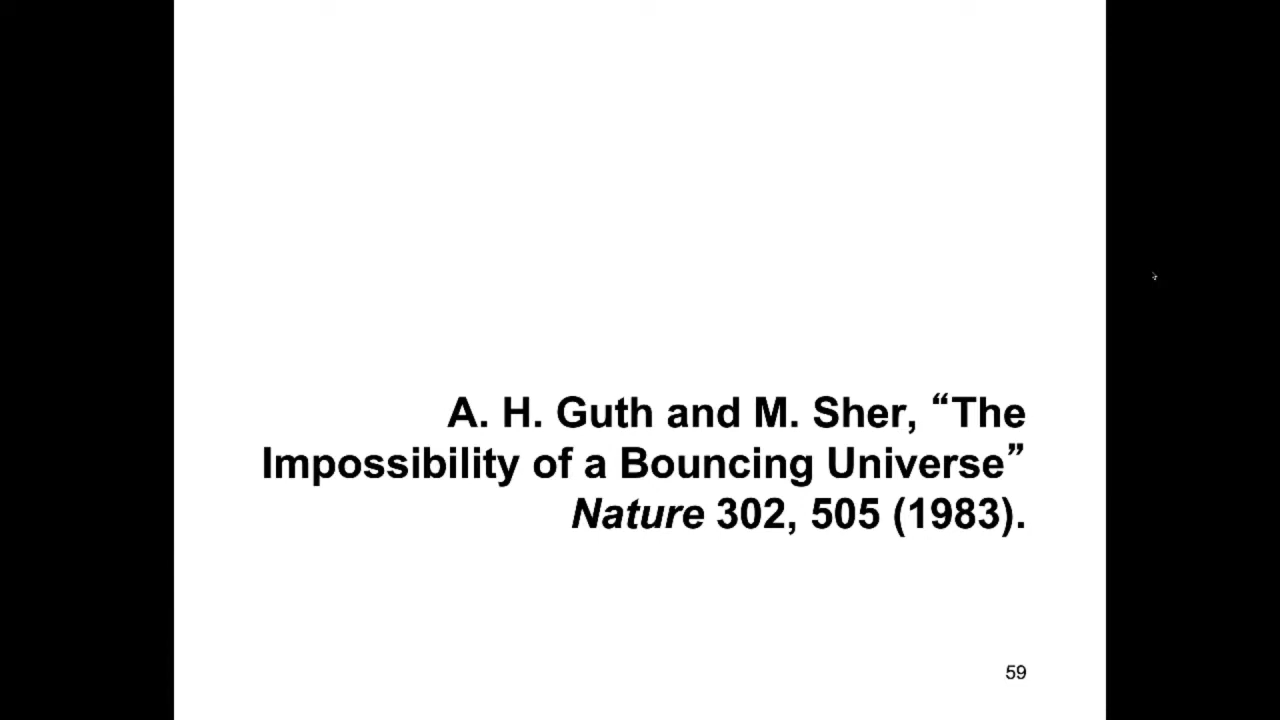 A. H. Guth and M. Sher, “The
Impossibility of a Bouncing Universe”
Nature 302, 505 (1983).
59